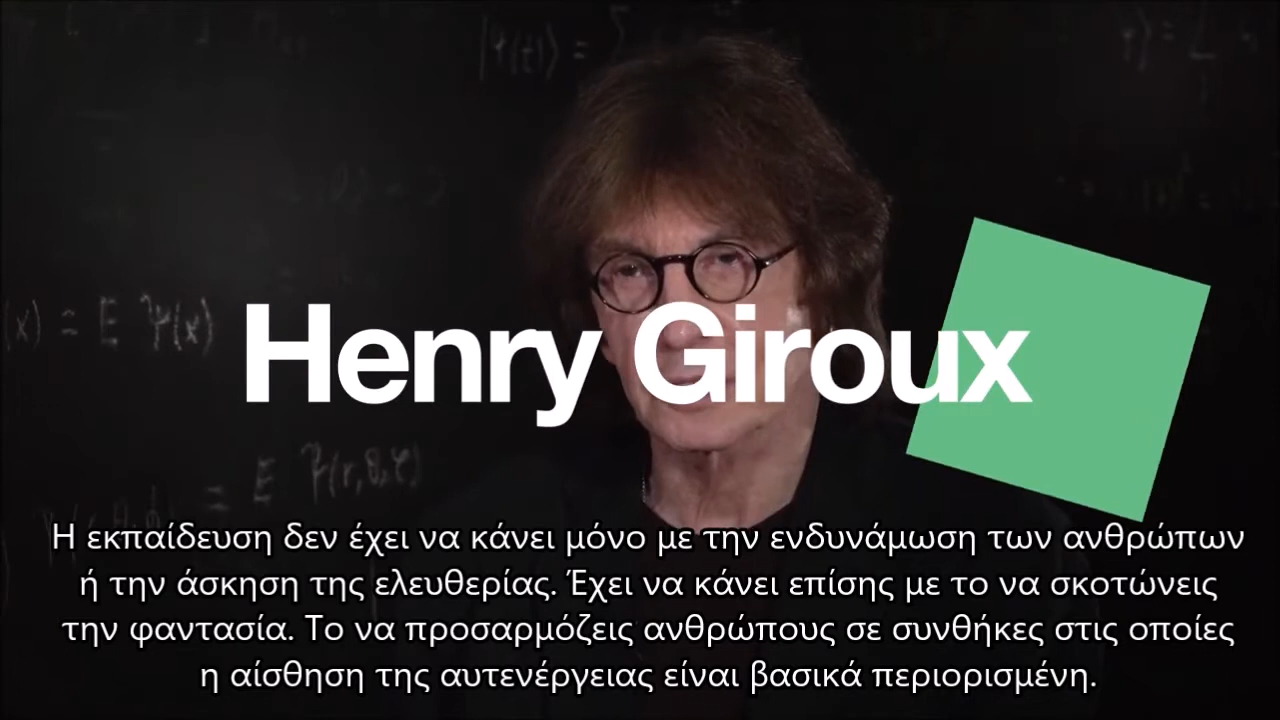 |Ψ(t)⟩ =
(x) = E Ψ(x)
Henry Giroux
= E Ψ(r,θ,φ)
Η εκπαίδευση δεν έχει να κάνει μόνο με την ενδυνάμωση των ανθρώπων
ή την άσκηση της ελευθερίας. Έχει να κάνει επίσης με το να σκοτώνεις
την φαντασία. Το να προσαρμόζεις ανθρώπους σε συνθήκες στις οποίες
η αίσθηση της αυτενέργειας είναι βασικά περιορισμένη.